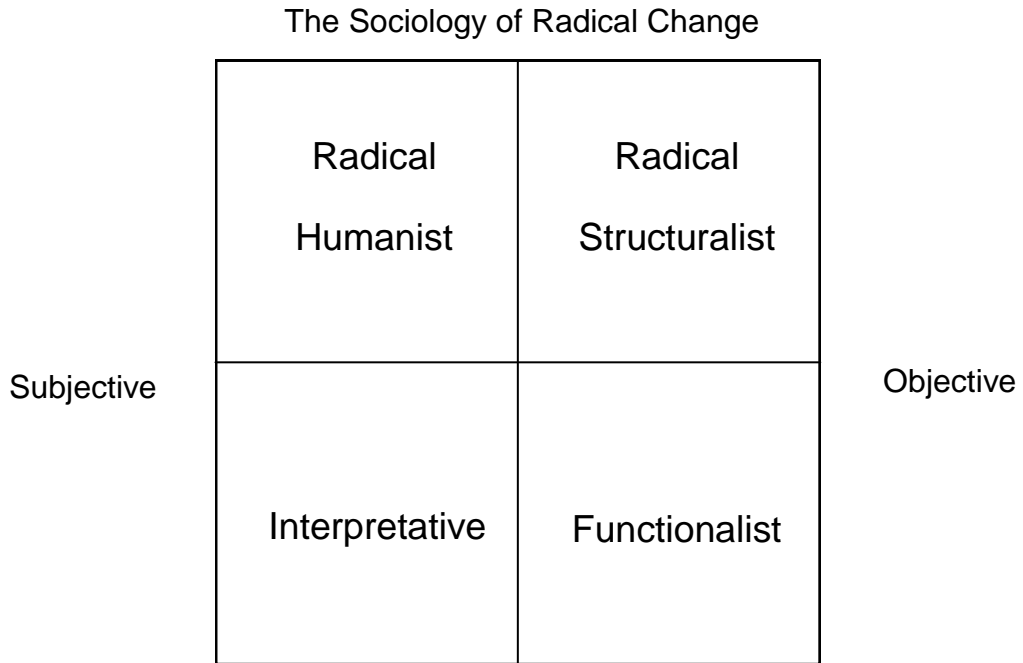 The Sociology of Radical Change
Radical
Humanist
Radical
Structuralist
Subjective
Objective
Interpretative
Functionalist